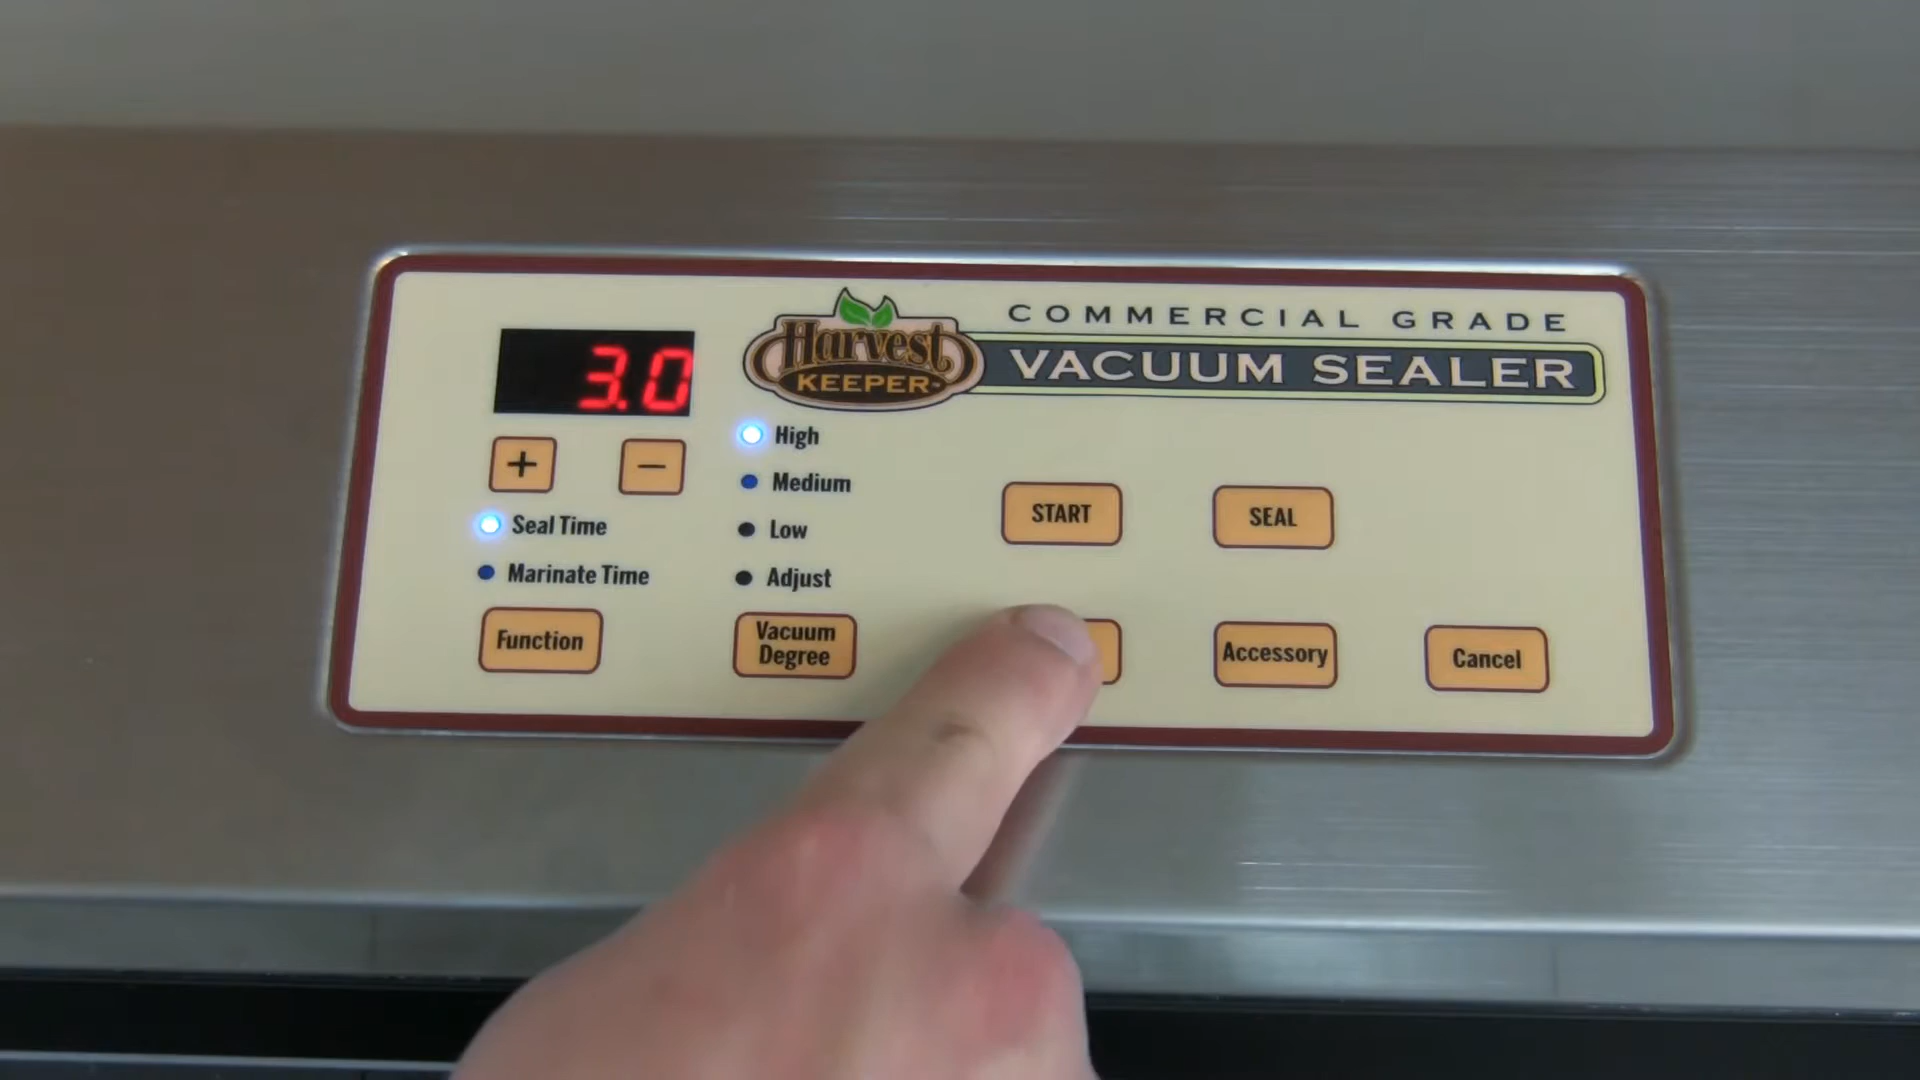 COMMERCIAL GRADE
Harvest
KEEPER™
VACUUM SEALER
3.0
+
−
High
Medium
Low
Adjust
Seal Time
Marinate Time
START
SEAL
Function
Vacuum
Degree
Accessory
Cancel